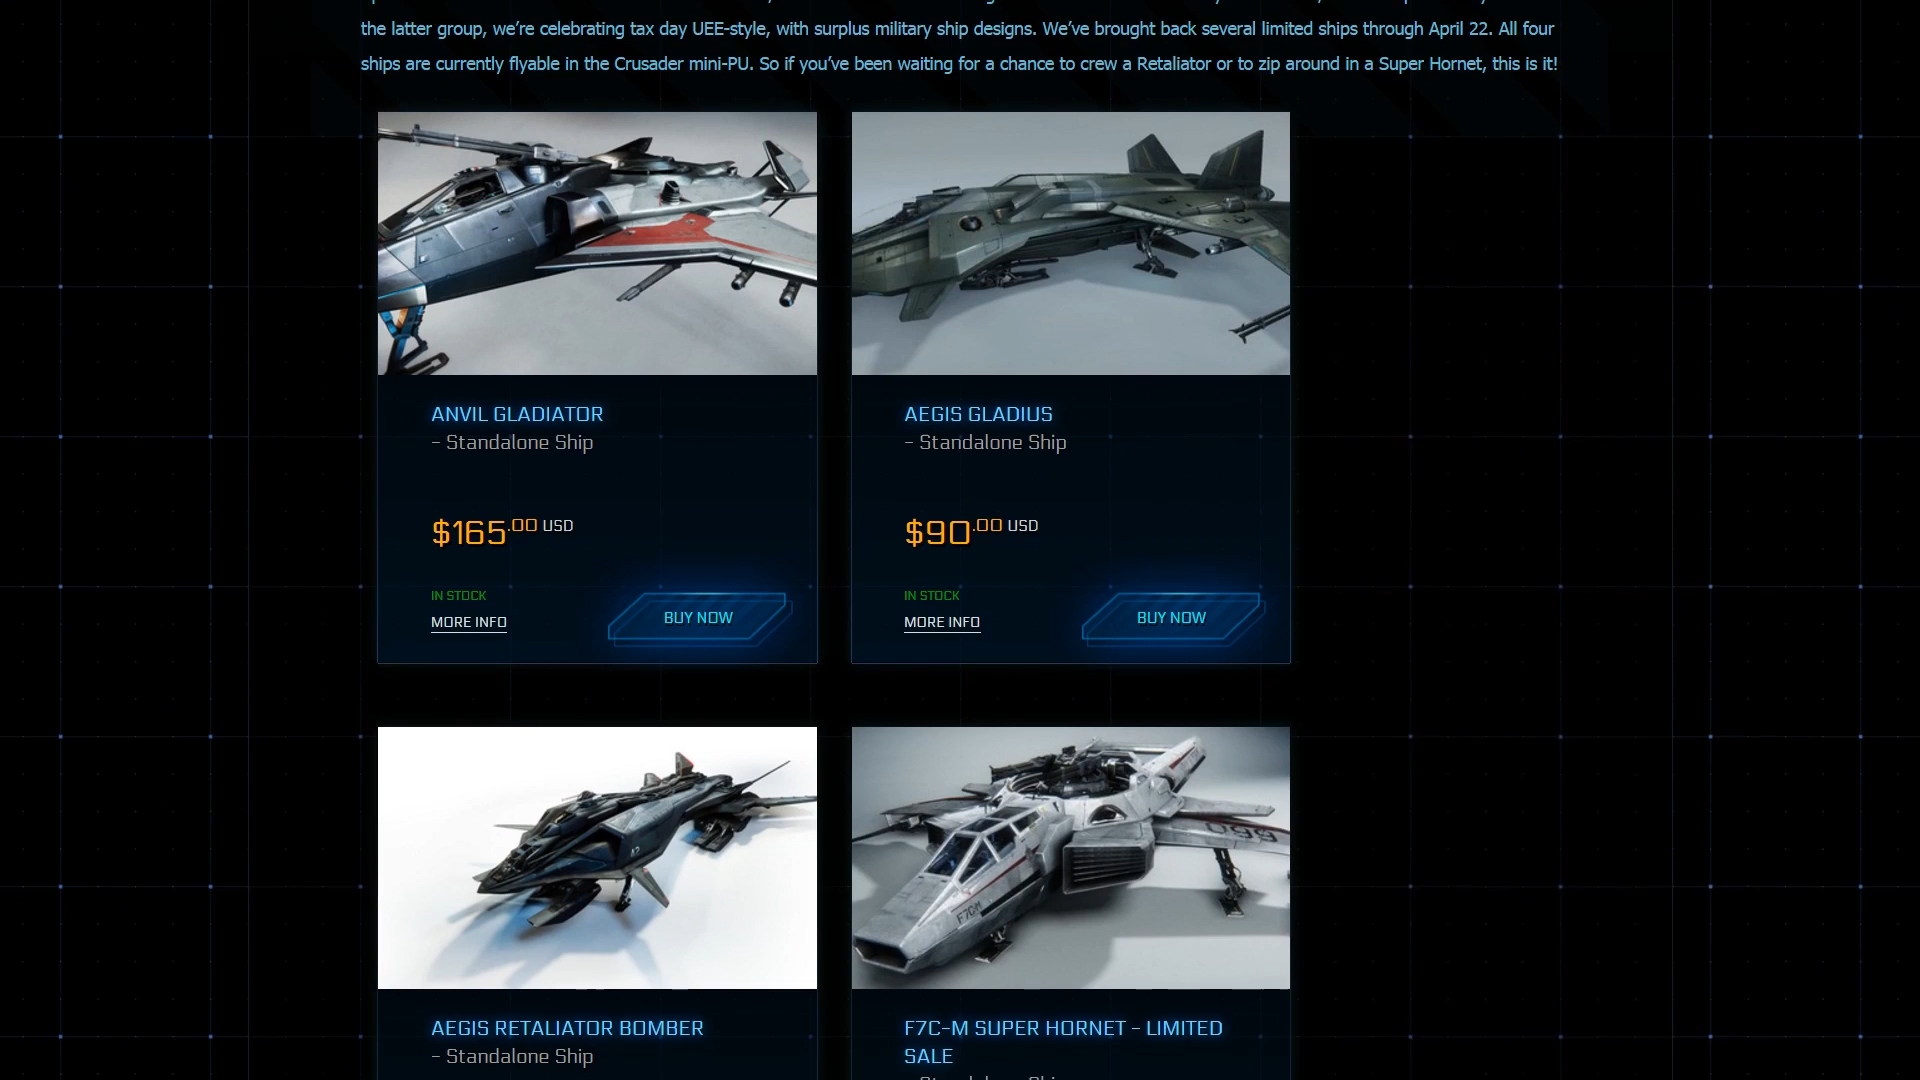 the latter group, we’re celebrating tax day UEE-style, with surplus military ship designs. We’ve brought back several limited ships through April 22. All four
ships are currently flyable in the Crusader mini-PU. So if you’ve been waiting for a chance to crew a Retaliator or to zip around in a Super Hornet, this is it!
ANVIL GLADIATOR
- Standalone Ship
$165.00 USD
IN STOCK
MORE INFO
BUY NOW
AEGIS GLADIUS
- Standalone Ship
$90.00 USD
IN STOCK
MORE INFO
BUY NOW
A2
AEGIS RETALIATOR BOMBER
- Standalone Ship
099
F7C-M
F7C-M SUPER HORNET - LIMITED
SALE